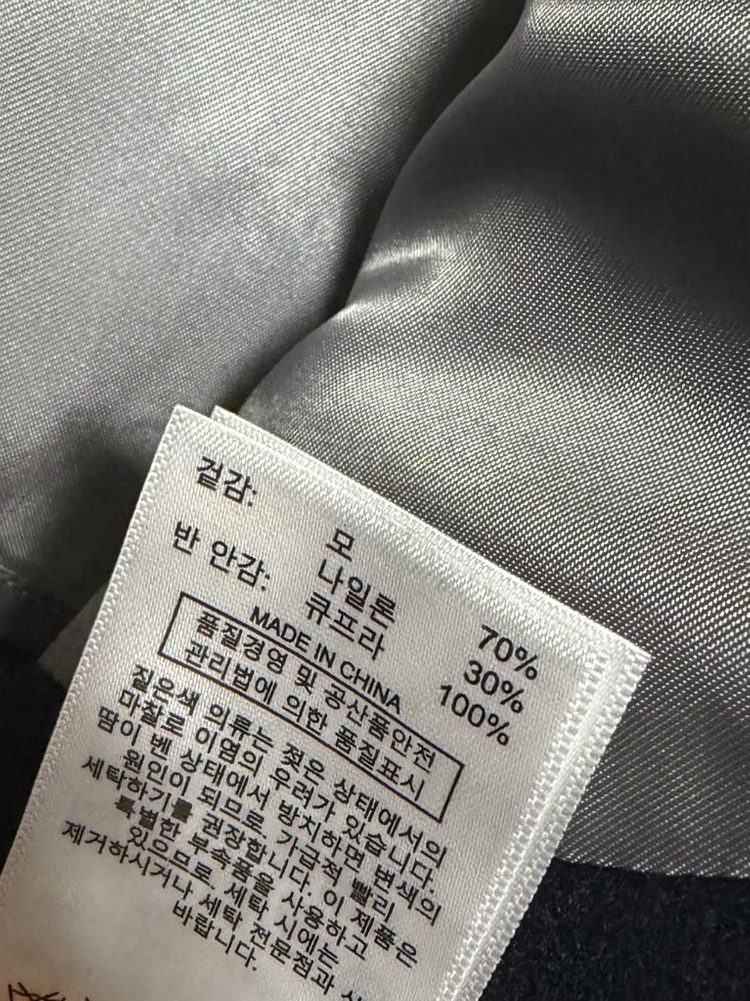 겉감: 모 70%
나일론 30%
반 안감: 큐프라 100%
MADE IN CHINA
품질경영 및 공산품안전
관리법에 의한 품질표시
짙은색 의류는 젖은 상태에서의
마찰로 이염의 우려가 있습니다.
땀이 벤 상태에서 방치하면 변색의
원인이 되므로 가급적 빨리
세탁하기를 권장합니다. 이 제품은
특별한 부속품을 사용하고
있으므로, 세탁 시에는
제거하시거나 세탁 전문점과
바랍니다.